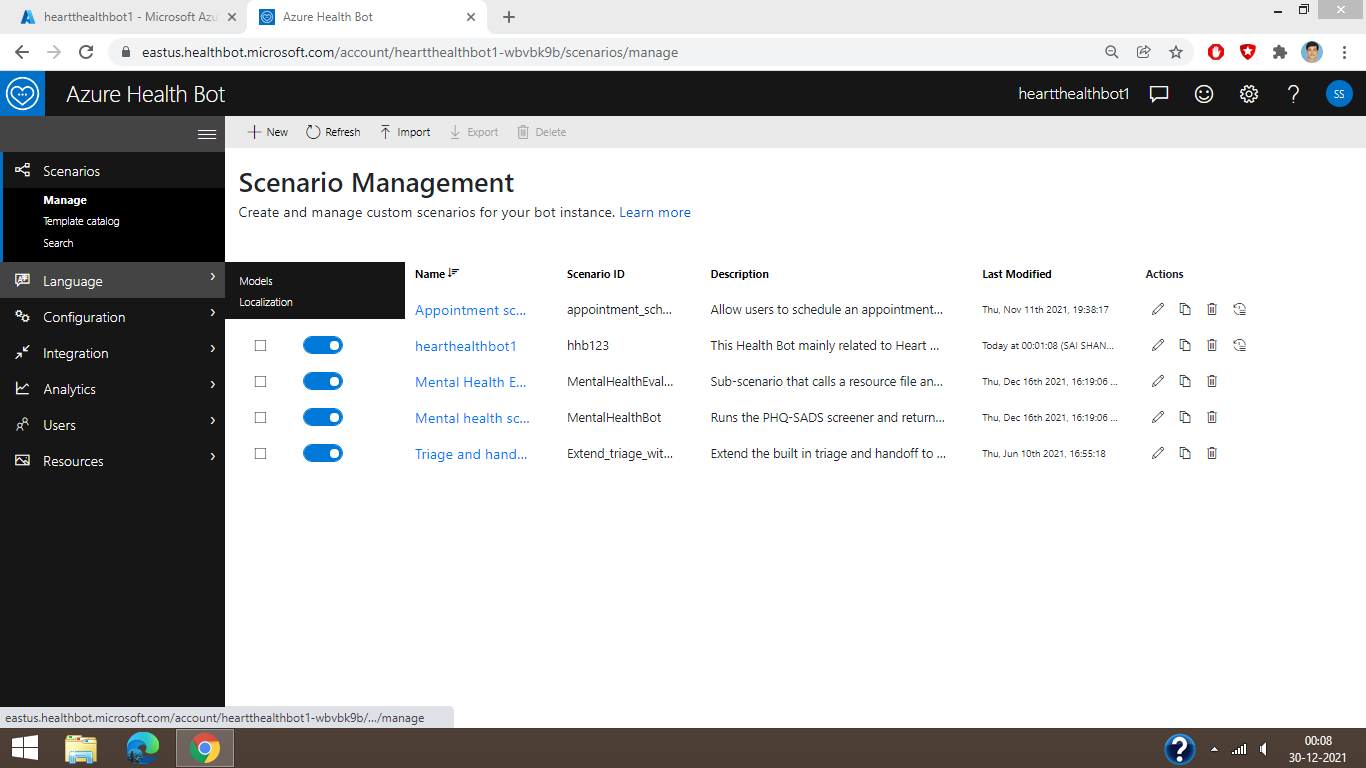 heartthealthbot1 - Microsoft Azu
Azure Health Bot
eastus.healthbot.microsoft.com/account/heartthealthbot1-wbvbk9b/scenarios/manage
Azure Health Bot
heartthealthbot1
SS
New
Refresh
Import
Export
Delete
Scenarios
Manage
Template catalog
Search
Language
Configuration
Integration
Analytics
Users
Resources
Models
Localization
Scenario Management
Create and manage custom scenarios for your bot instance. Learn more
Name Scenario ID Description Last Modified Actions
Appointment sc... appointment_sch... Allow users to schedule an appointment... Thu, Nov 11th 2021, 19:38:17
hearthealthbot1 hhb123 This Health Bot mainly related to Heart ... Today at 00:01:08 (SAI SHAN...
Mental Health E... MentalHealthEval... Sub-scenario that calls a resource file an... Thu, Dec 16th 2021, 16:19:06 ...
Mental health sc... MentalHealthBot Runs the PHQ-SADS screener and return... Thu, Dec 16th 2021, 16:19:06 ...
Triage and hand... Extend_triage_wit... Extend the built in triage and handoff to ... Thu, Jun 10th 2021, 16:55:18
eastus.healthbot.microsoft.com/account/heartthealthbot1-wbvbk9b/.../manage
00:08
30-12-2021